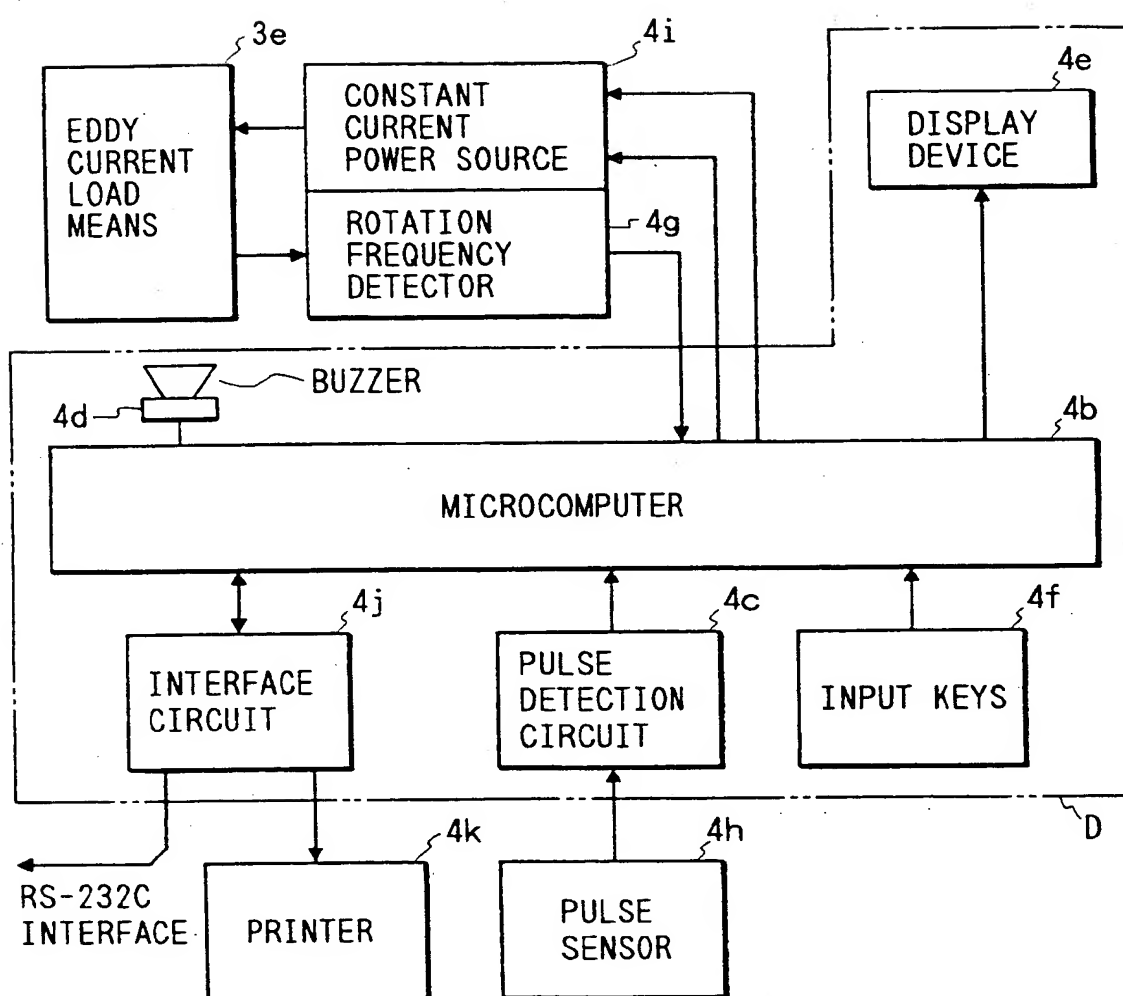 3e
4i
4e
EDDY
CURRENT
LOAD
MEANS
CONSTANT
CURRENT
POWER SOURCE
DISPLAY
DEVICE
4g
ROTATION
FREQUENCY
DETECTOR
BUZZER
4d
4b
MICROCOMPUTER
4j
4c
4f
INTERFACE
CIRCUIT
PULSE
DETECTION
CIRCUIT
INPUT KEYS
D
4k
4h
RS-232C
INTERFACE
PRINTER
PULSE
SENSOR